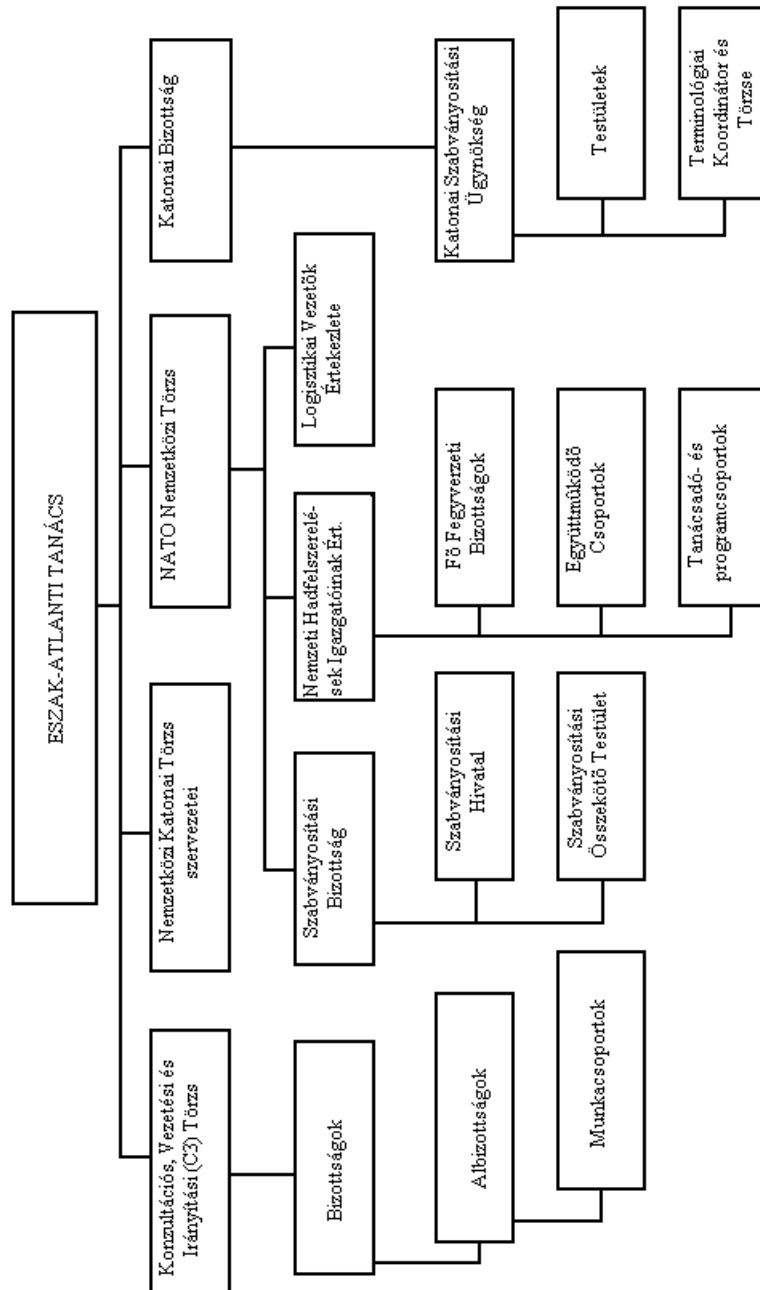 ESZAK-ATLANTI TANÁCS
Konzultációs, Vezetési és
Irányítási (C3) Törzs
Nemzetközi Katonai Törzs
szervezetei
NATO Nemzetközi Törzs
Katonai Bizottság
Bizottságok
Szabványosítási
Bizottság
Nemzeti Hadfelszerelé-
sek Igazgatóinak Ért.
Logisztikai Vezetők
Értekezlete
Albizottságok
Szabványosítási
Hivatal
Fő Fegyverzeti
Bizottságok
Katonai Szabványosítási
Ügynökség
Munkacsoportok
Szabványosítási
Összekötő Testület
Együttműködő
Csoportok
Testületek
Tanácsadó- és
programcsoportok
Terminológiai
Koordinátor és
Törzse